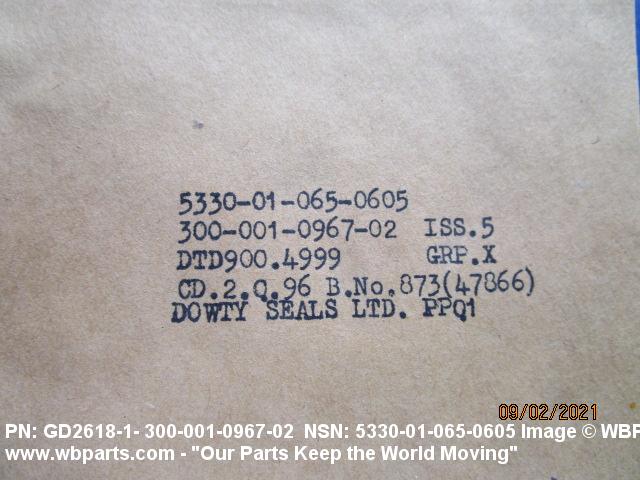 5330-01-065-0605
300-001-0967-02 ISS.5
DTD900.4999 GRP.X
CD.2.Q.96 B.No.873(47866)
DOWTY SEALS LTD. PPQ1
09/02/2021
PN: GD2618-1- 300-001-0967-02 NSN: 5330-01-065-0605 Image © WBP
www.wbparts.com - "Our Parts Keep the World Moving"